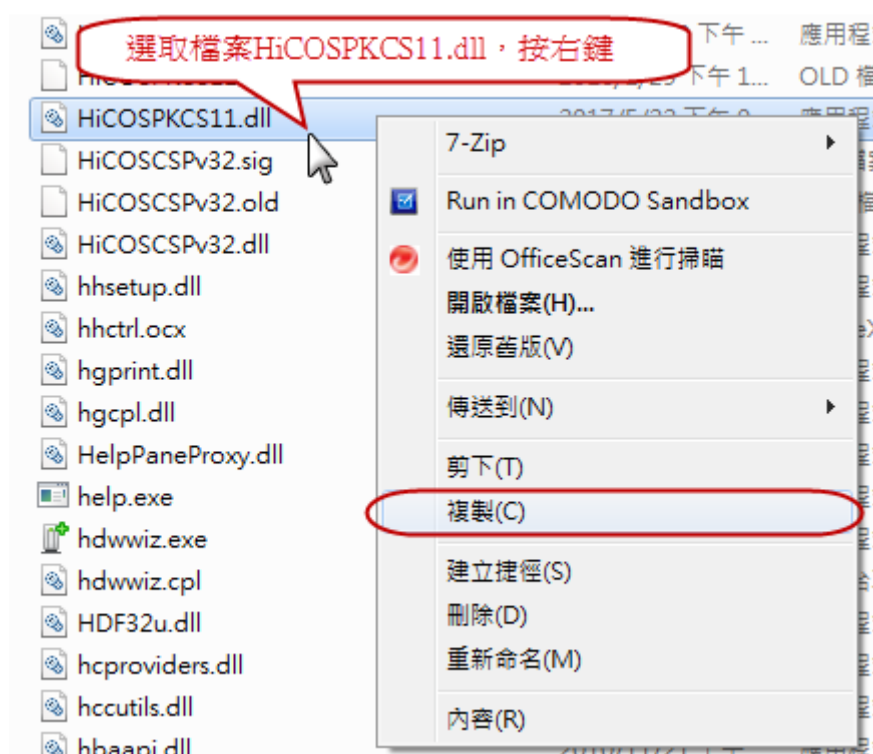 選取檔案HiCOSPKCS11.dll，按右鍵
下午 ... 應用程
下午 1... OLD 檔
HiCOSPKCS11.dll
HiCOSCSPv32.sig
HiCOSCSPv32.old
HiCOSCSPv32.dll
hhsetup.dll
hhctrl.ocx
hgprint.dll
hgcpl.dll
HelpPaneProxy.dll
help.exe
hdwwiz.exe
hdwwiz.cpl
HDF32u.dll
hcproviders.dll
hccutils.dll
hbaapi.dll
7-Zip
Run in COMODO Sandbox
使用 OfficeScan 進行掃瞄
開啟檔案(H)...
還原舊版(V)
傳送到(N)
剪下(T)
複製(C)
建立捷徑(S)
刪除(D)
重新命名(M)
內容(R)